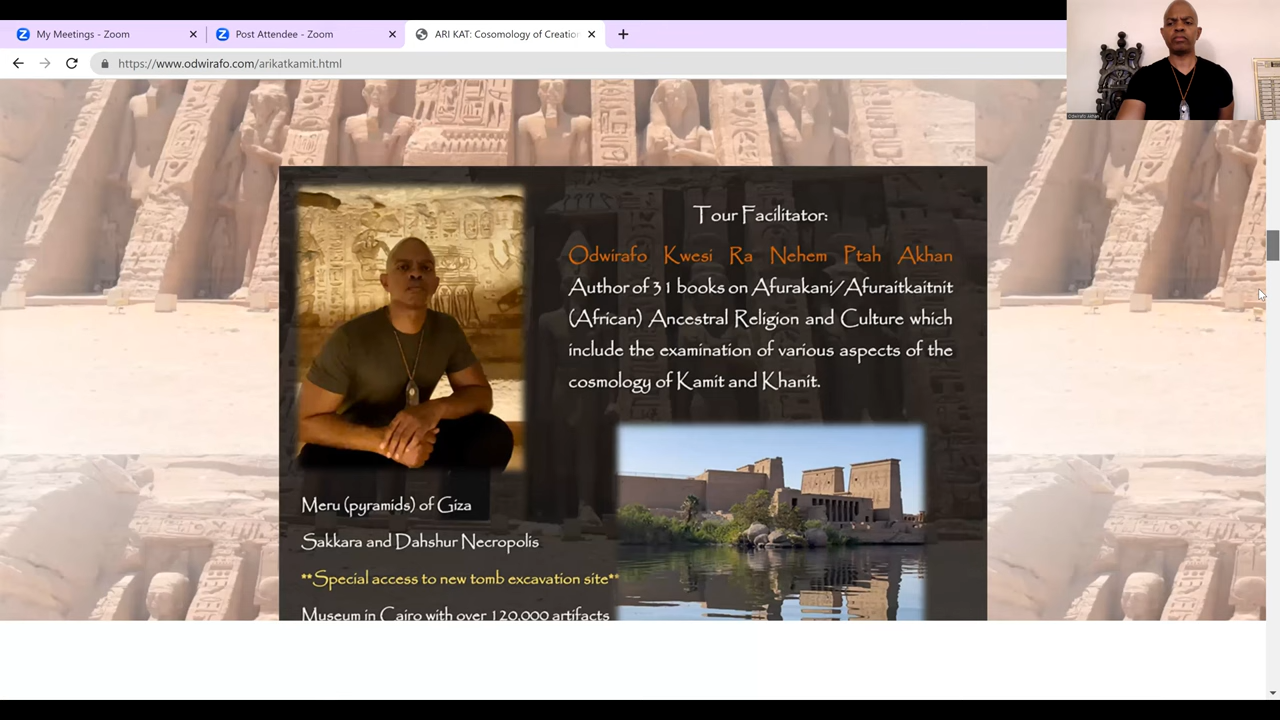 My Meetings - Zoom
Post Attendee - Zoom
ARI KAT: Cosomology of Creation
https://www.odwirafo.com/arikatkamit.html
Odwirafo Akhan
Tour Facilitator:
Odwirafo Kwesi Ra Nehem Ptah Akhan
Author of 31 books on Afurakani/Afuraitkaitnit
(African) Ancestral Religion and Culture which
include the examination of various aspects of the
cosmology of Kamit and Khanit.
Meru (pyramids) of Giza
Sakkara and Dahshur Necropolis
**Special access to new tomb excavation site**
Museum in Cairo with over 120,000 artifacts